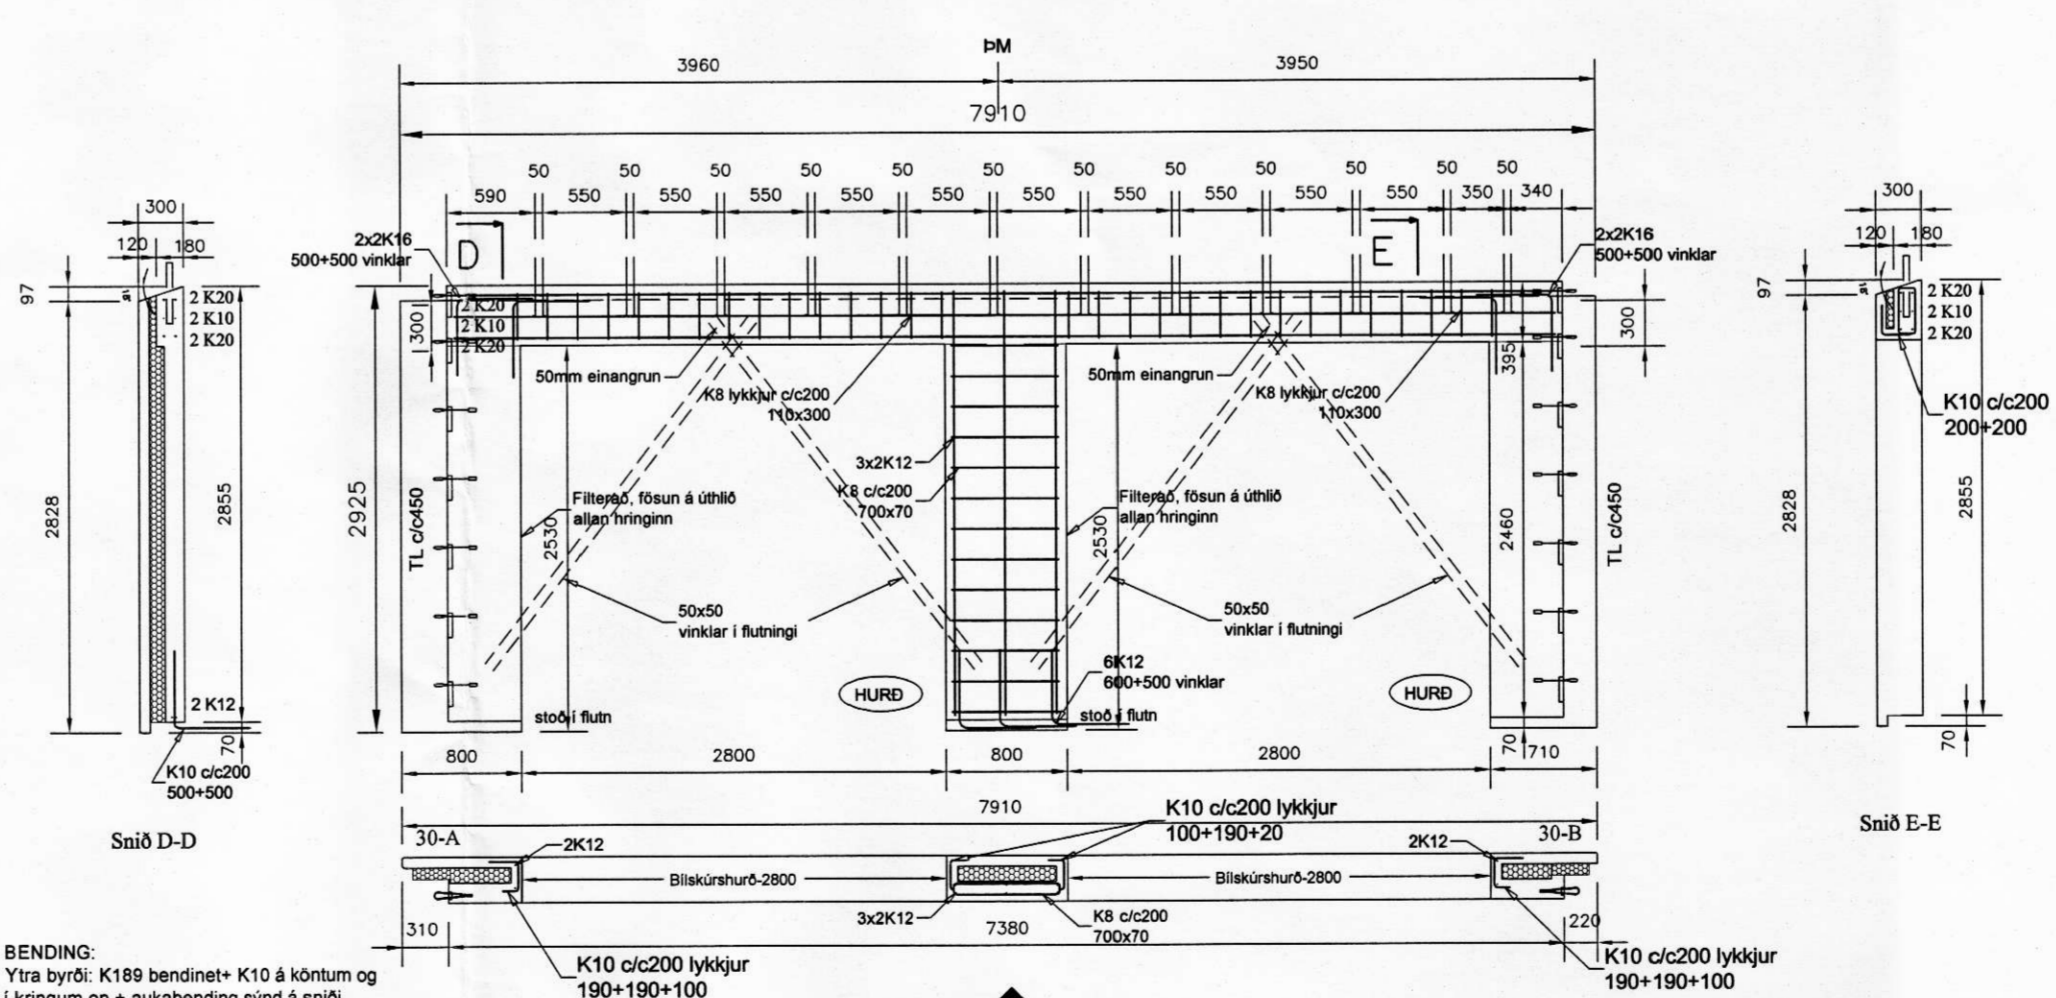 ÞM
3960
3950
7910
50 50 50 50 50 50 50 50 50 50 50 50
590 550 550 550 550 550 550 550 550 550 550 350 340
300
120 180
97
2828
2855
2 K20
2 K10
2 K20
2 K12
70
K10 c/c200
500+500
Snið D-D
2x2K16
500+500 vinklar
D
E
2x2K16
500+500 vinklar
2925
300
2 K20
2 K10
2 K20
TL c/c450
50mm einangrun
K8 lykkjur c/c200
110x300
50mm einangrun
K8 lykkjur c/c200
110x300
395
300
3x2K12
K8 c/c200
700x70
Filterað, fösun á úthlið
allan hringinn
2530
Filterað, fösun á úthlið
allan hringinn
2530
2460
TL c/c450
50x50
vinklar í flutningi
50x50
vinklar í flutningi
6K12
600+500 vinklar
HURÐ
HURÐ
stoð í flutn
stoð í flutn
70
800 2800 800 2800 710
300
120 180
97
2828
2855
2 K20
2 K10
2 K20
K10 c/c200
200+200
70
Snið E-E
7910
K10 c/c200 lykkjur
100+190+20
30-A
30-B
2K12
2K12
Bílskúrshurð-2800
Bílskúrshurð-2800
3x2K12
K8 c/c200
700x70
310
7380
220
K10 c/c200 lykkjur
190+190+100
K10 c/c200 lykkjur
190+190+100
BENDING:
Ytra byrði: K189 bendinet+ K10 á köntum og
í kringum op + aukabending sýnd á sniði